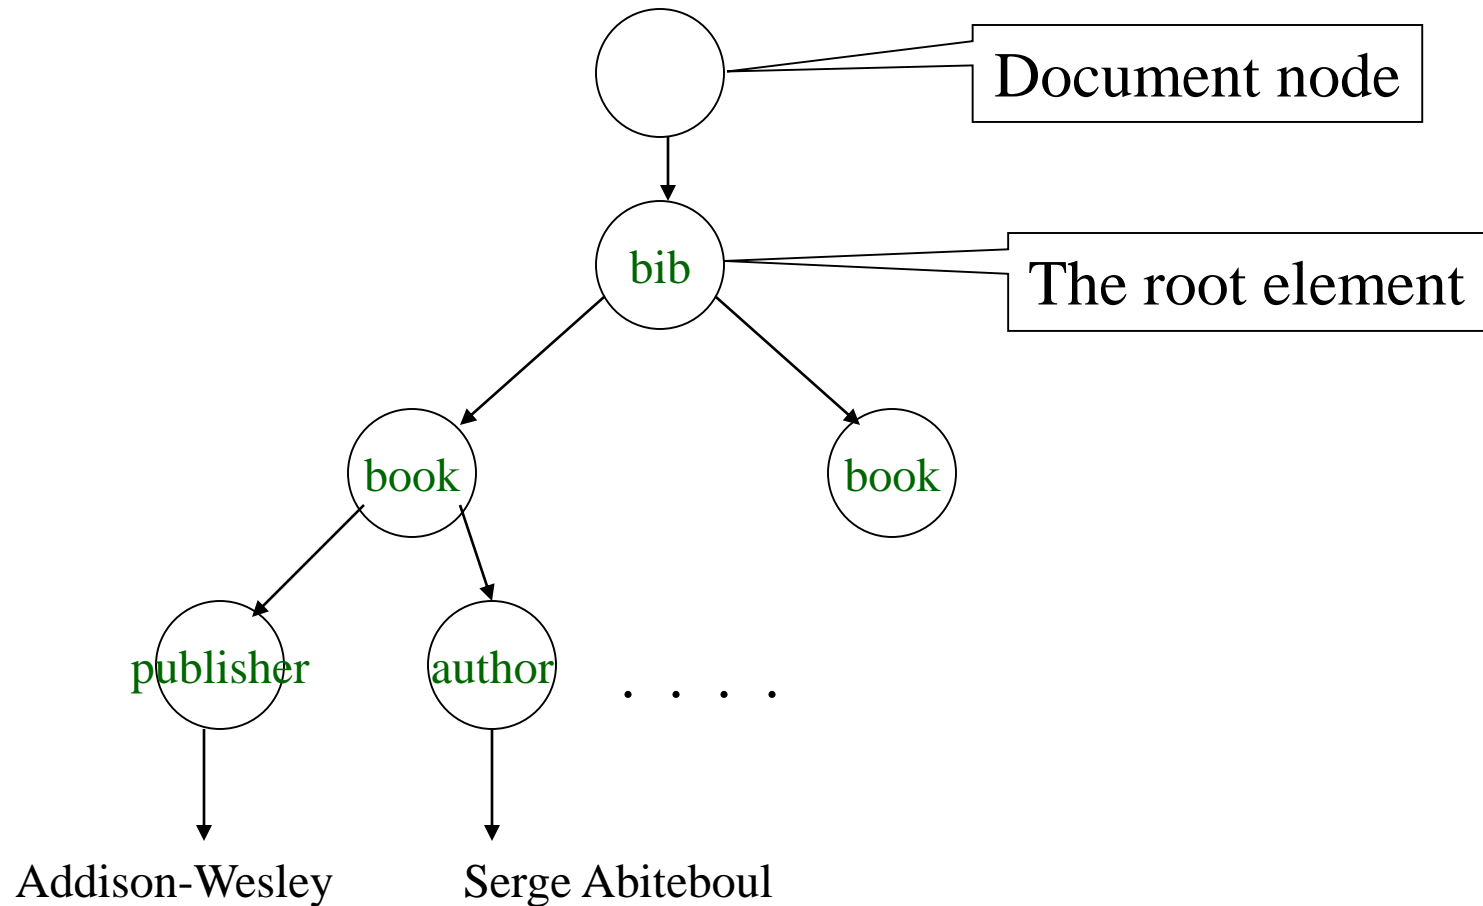 Document node
bib
The root element
book
book
publisher
author
. . . .
Addison-Wesley
Serge Abiteboul